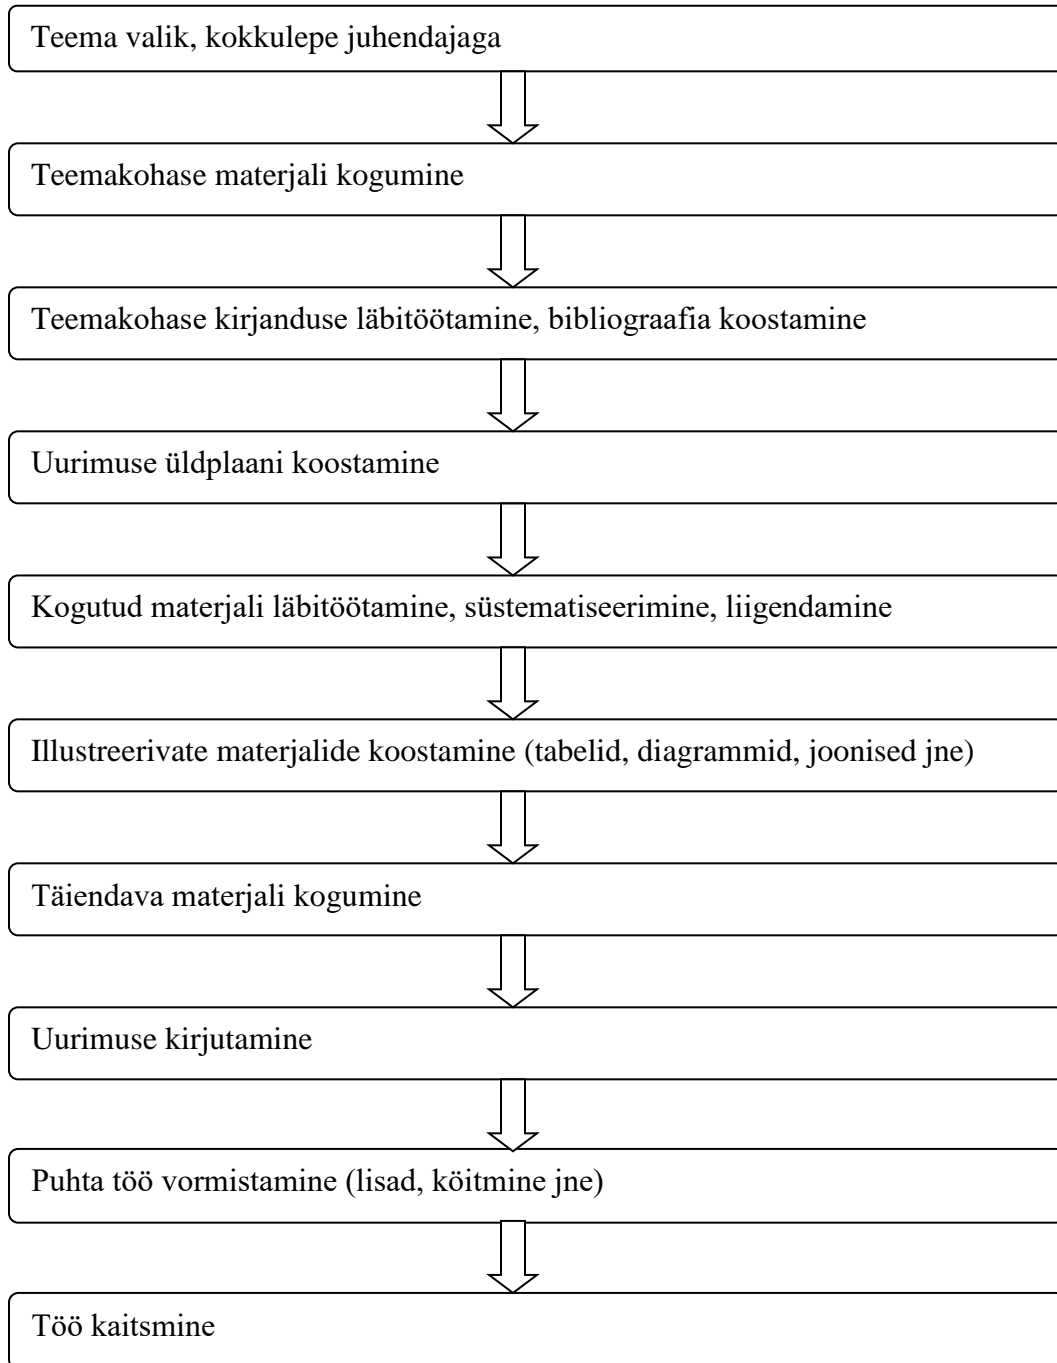 Teema valik, kokkulepe juhendajaga
Teemakohase materjali kogumine
Teemakohase kirjanduse läbitöötamine, bibliograafia koostamine
Uurimuse üldplaani koostamine
Kogutud materjali läbitöötamine, süstematiseerimine, liigendamine
Illustreerivate materjalide koostamine (tabelid, diagrammid, joonised jne)
Täiendava materjali kogumine
Uurimuse kirjutamine
Puhta töö vormistamine (lisad, köitmine jne)
Töö kaitsmine